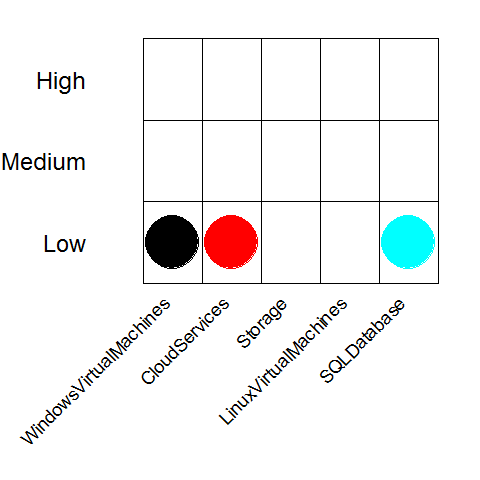 High
Medium
Low
WindowsVirtualMachines
CloudServices
Storage
LinuxVirtualMachines
SQLDatabase